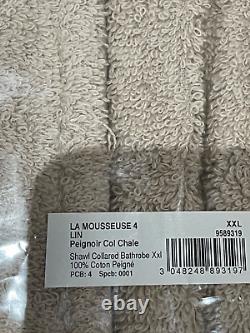 LA MOUSSEUSE 4
XXL
LIN
9589319
Peignoir Col Chale
Shawl Collared Bathrobe Xxl
100% Coton Peigné
PCB: 4 Spcb: 0001
3 048248 893197